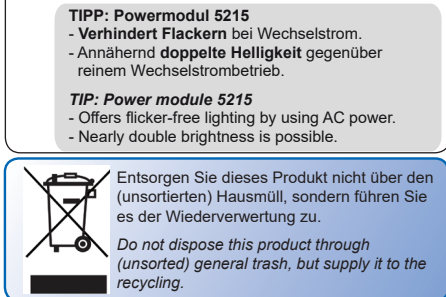 TIPP: Powermodul 5215
- Verhindert Flackern bei Wechselstrom.
- Annähernd doppelte Helligkeit gegenüber
reinem Wechselstrombetrieb.
TIP: Power module 5215
- Offers flicker-free lighting by using AC power.
- Nearly double brightness is possible.
Entsorgen Sie dieses Produkt nicht über den
(unsortierten) Hausmüll, sondern führen Sie
es der Wiederverwertung zu.
Do not dispose this product through
(unsorted) general trash, but supply it to the
recycling.